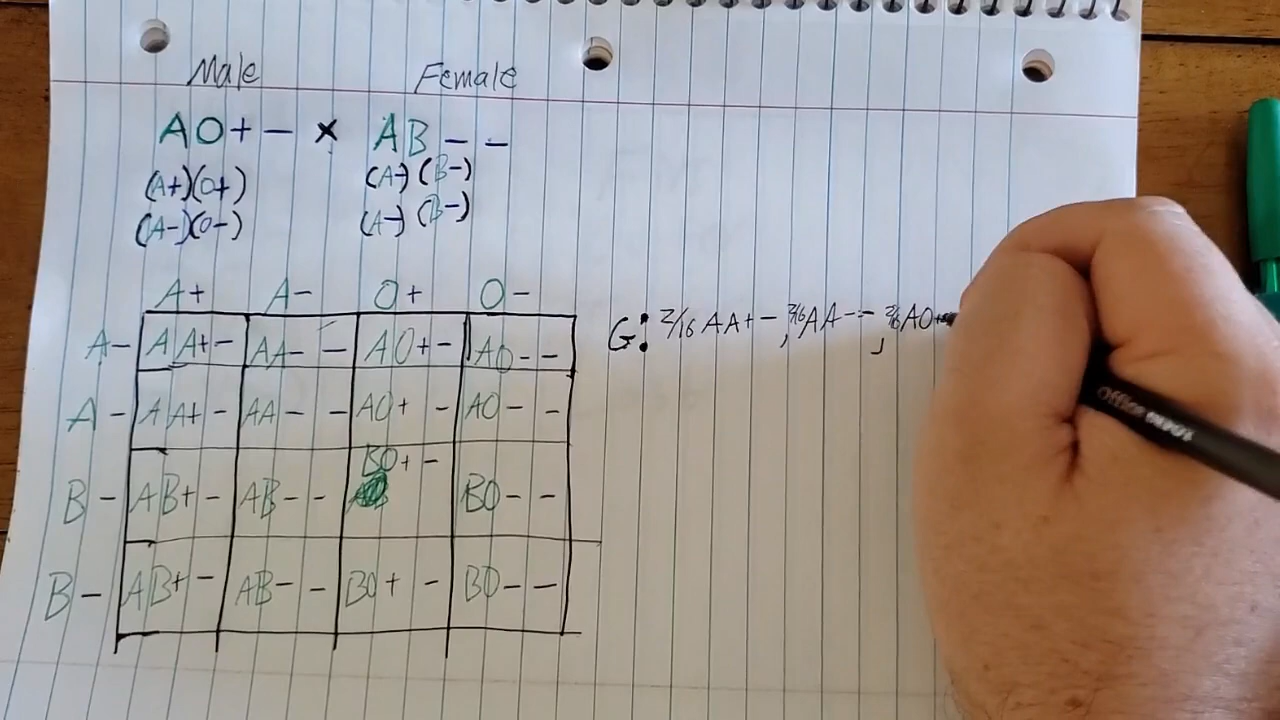 Male Female
AO+- × AB--
(A+)(O+) (A-)(B-)
(A-)(O-) (A-)(B-)
A+ A- O+ O-
A- AA+- AA-- AO+- AO--
A- AA+- AA-- AO+- AO--
B- AB+- AB-- BO+- BO--
B- AB+- AB-- BO+- BO--
G: 2/16 AA+-, 2/16 AA--, 2/16 AO+
OFFICE DEPOT